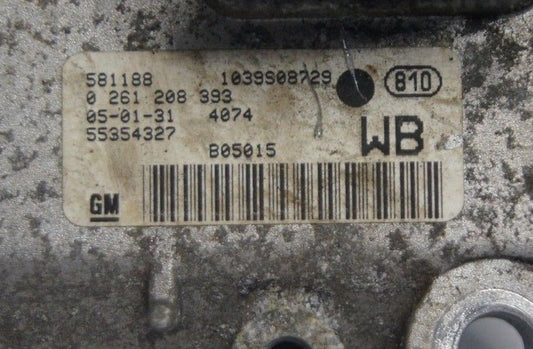 581188 1039S08729 810
0 261 208 393
05-01-31 4074
55354327 WB
B05015
GM